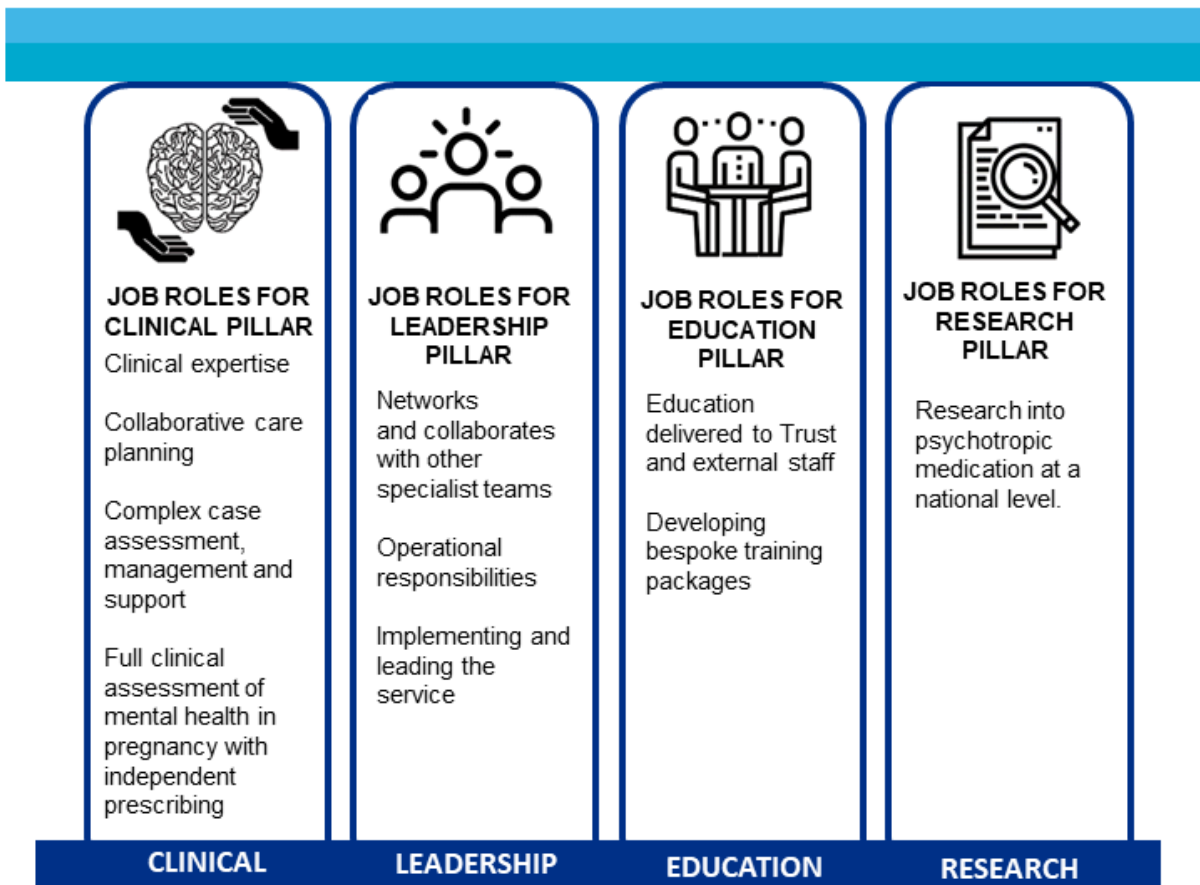 JOB ROLES FOR
CLINICAL PILLAR
Clinical expertise
Collaborative care
planning
Complex case
assessment,
management and
support
Full clinical
assessment of
mental health in
pregnancy with
independent
prescribing
CLINICAL
JOB ROLES FOR
LEADERSHIP
PILLAR
Networks
and collaborates
with other
specialist teams
Operational
responsibilities
Implementing and
leading the
service
LEADERSHIP
JOB ROLES FOR
EDUCATION
PILLAR
Education
delivered to Trust
and external staff
Developing
bespoke training
packages
EDUCATION
JOB ROLES FOR
RESEARCH
PILLAR
Research into
psychotropic
medication at a
national level.
RESEARCH